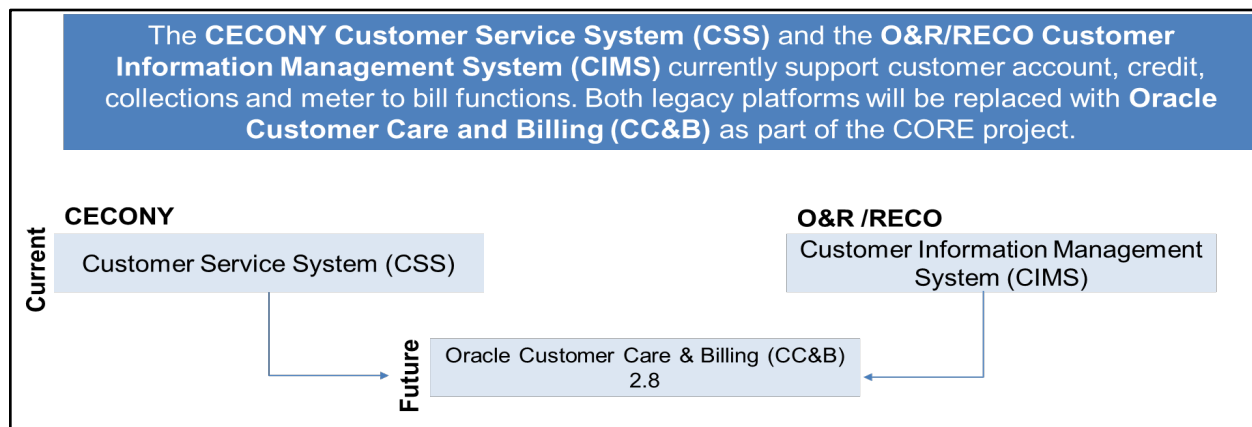 The CECONY Customer Service System (CSS) and the O&R/RECO Customer
Information Management System (CIMS) currently support customer account, credit,
collections and meter to bill functions. Both legacy platforms will be replaced with Oracle
Customer Care and Billing (CC&B) as part of the CORE project.
Current
CECONY
Customer Service System (CSS)
O&R /RECO
Customer Information Management
System (CIMS)
Future
Oracle Customer Care & Billing (CC&B)
2.8